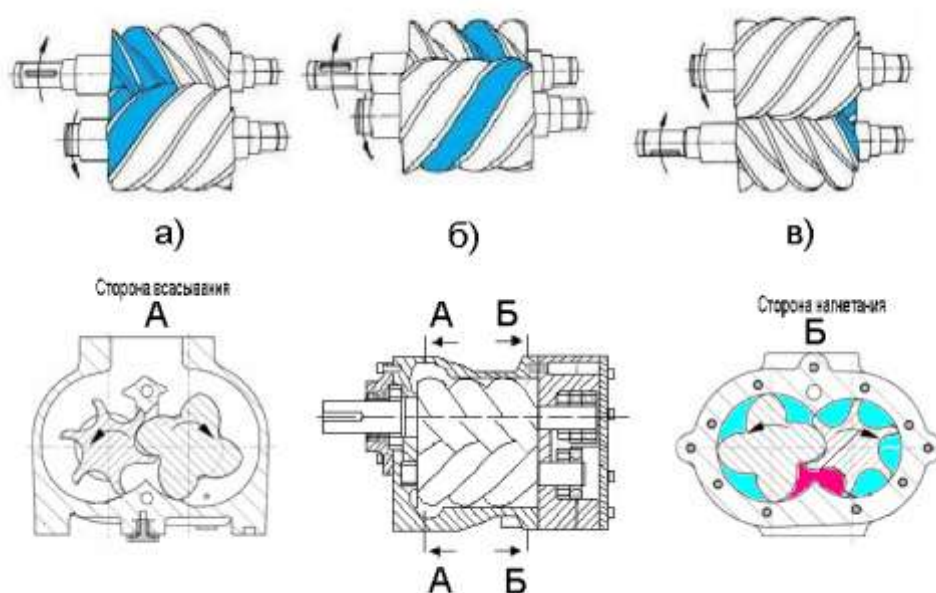 а)
б)
в)
Сторона всасывания
А
А
Б
Сторона нагнетания
Б
А
Б